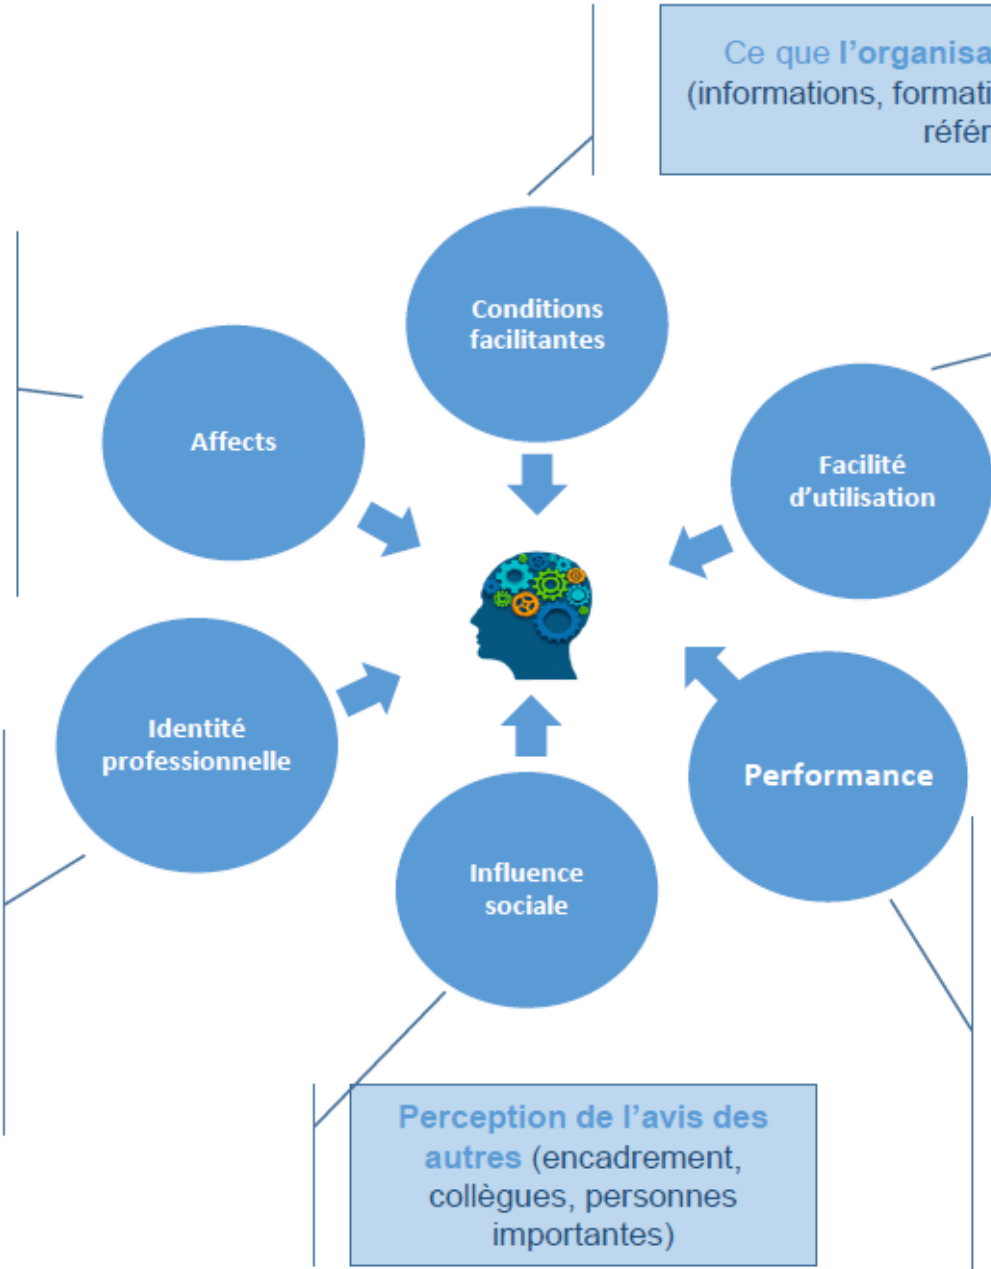 Ce que l'organisa
(informations, formati
référ
Conditions
facilitantes
Affects
Facilité
d'utilisation
Identité
professionnelle
Performance
Influence
sociale
Perception de l'avis des
autres (encadrement,
collègues, personnes
importantes)